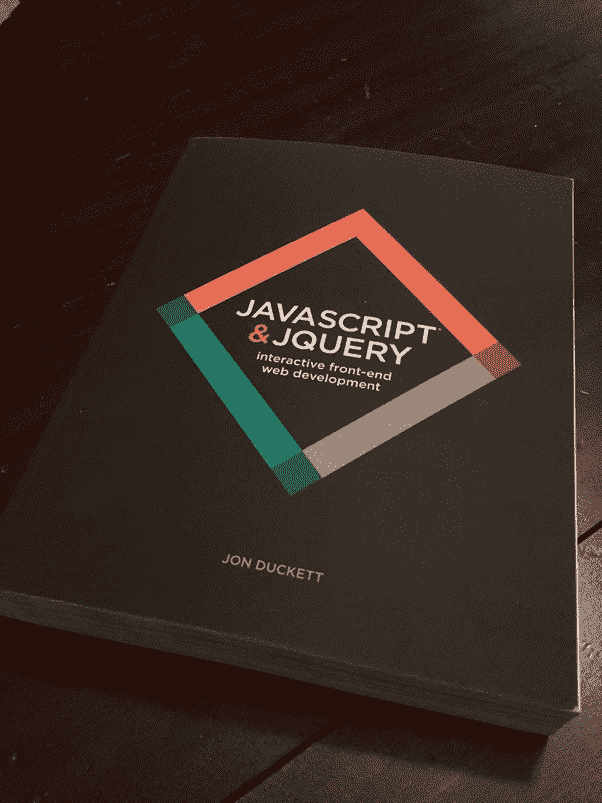 JAVASCRIPT
& JQUERY
interactive front-end
web development
JON DUCKETT